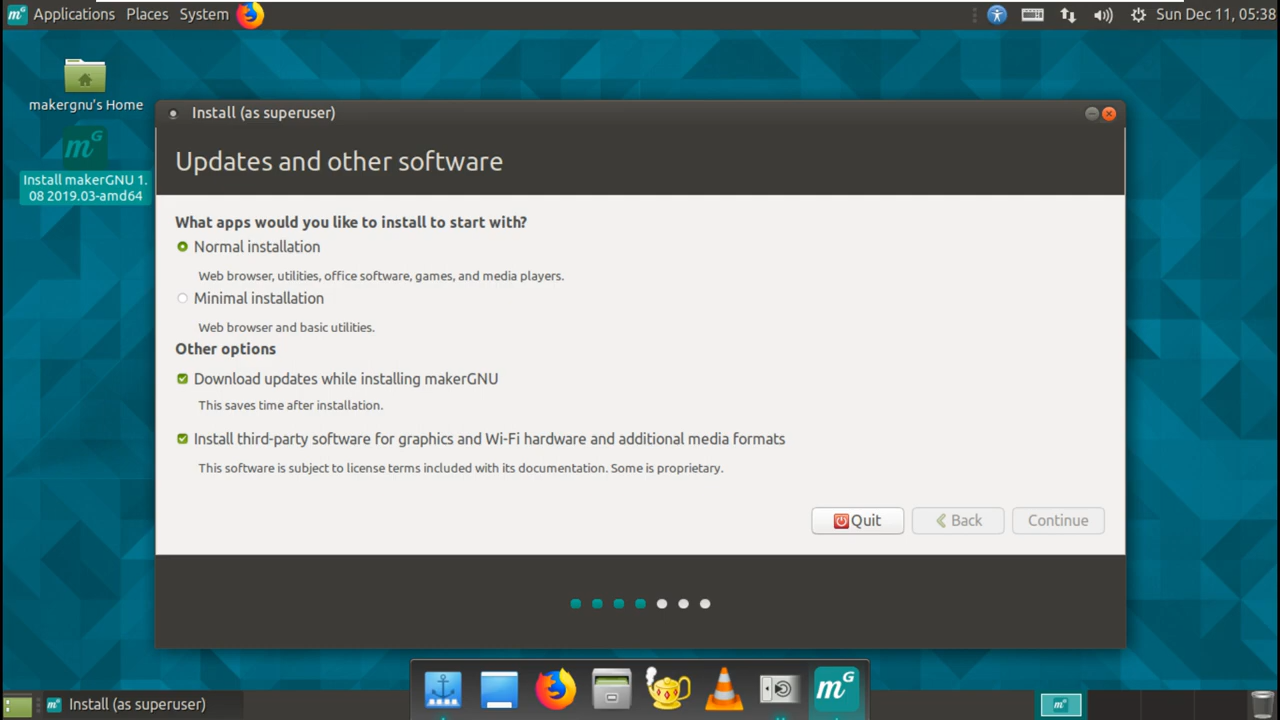 Applications Places System
Sun Dec 11, 05:38
makergnu's Home
mG
Install makerGNU 1.
08 2019.03-amd64
Install (as superuser)
Updates and other software
What apps would you like to install to start with?
Normal installation
Web browser, utilities, office software, games, and media players.
Minimal installation
Web browser and basic utilities.
Other options
Download updates while installing makerGNU
This saves time after installation.
Install third-party software for graphics and Wi-Fi hardware and additional media formats
This software is subject to license terms included with its documentation. Some is proprietary.
Quit
Back
Continue
mG
Install (as superuser)